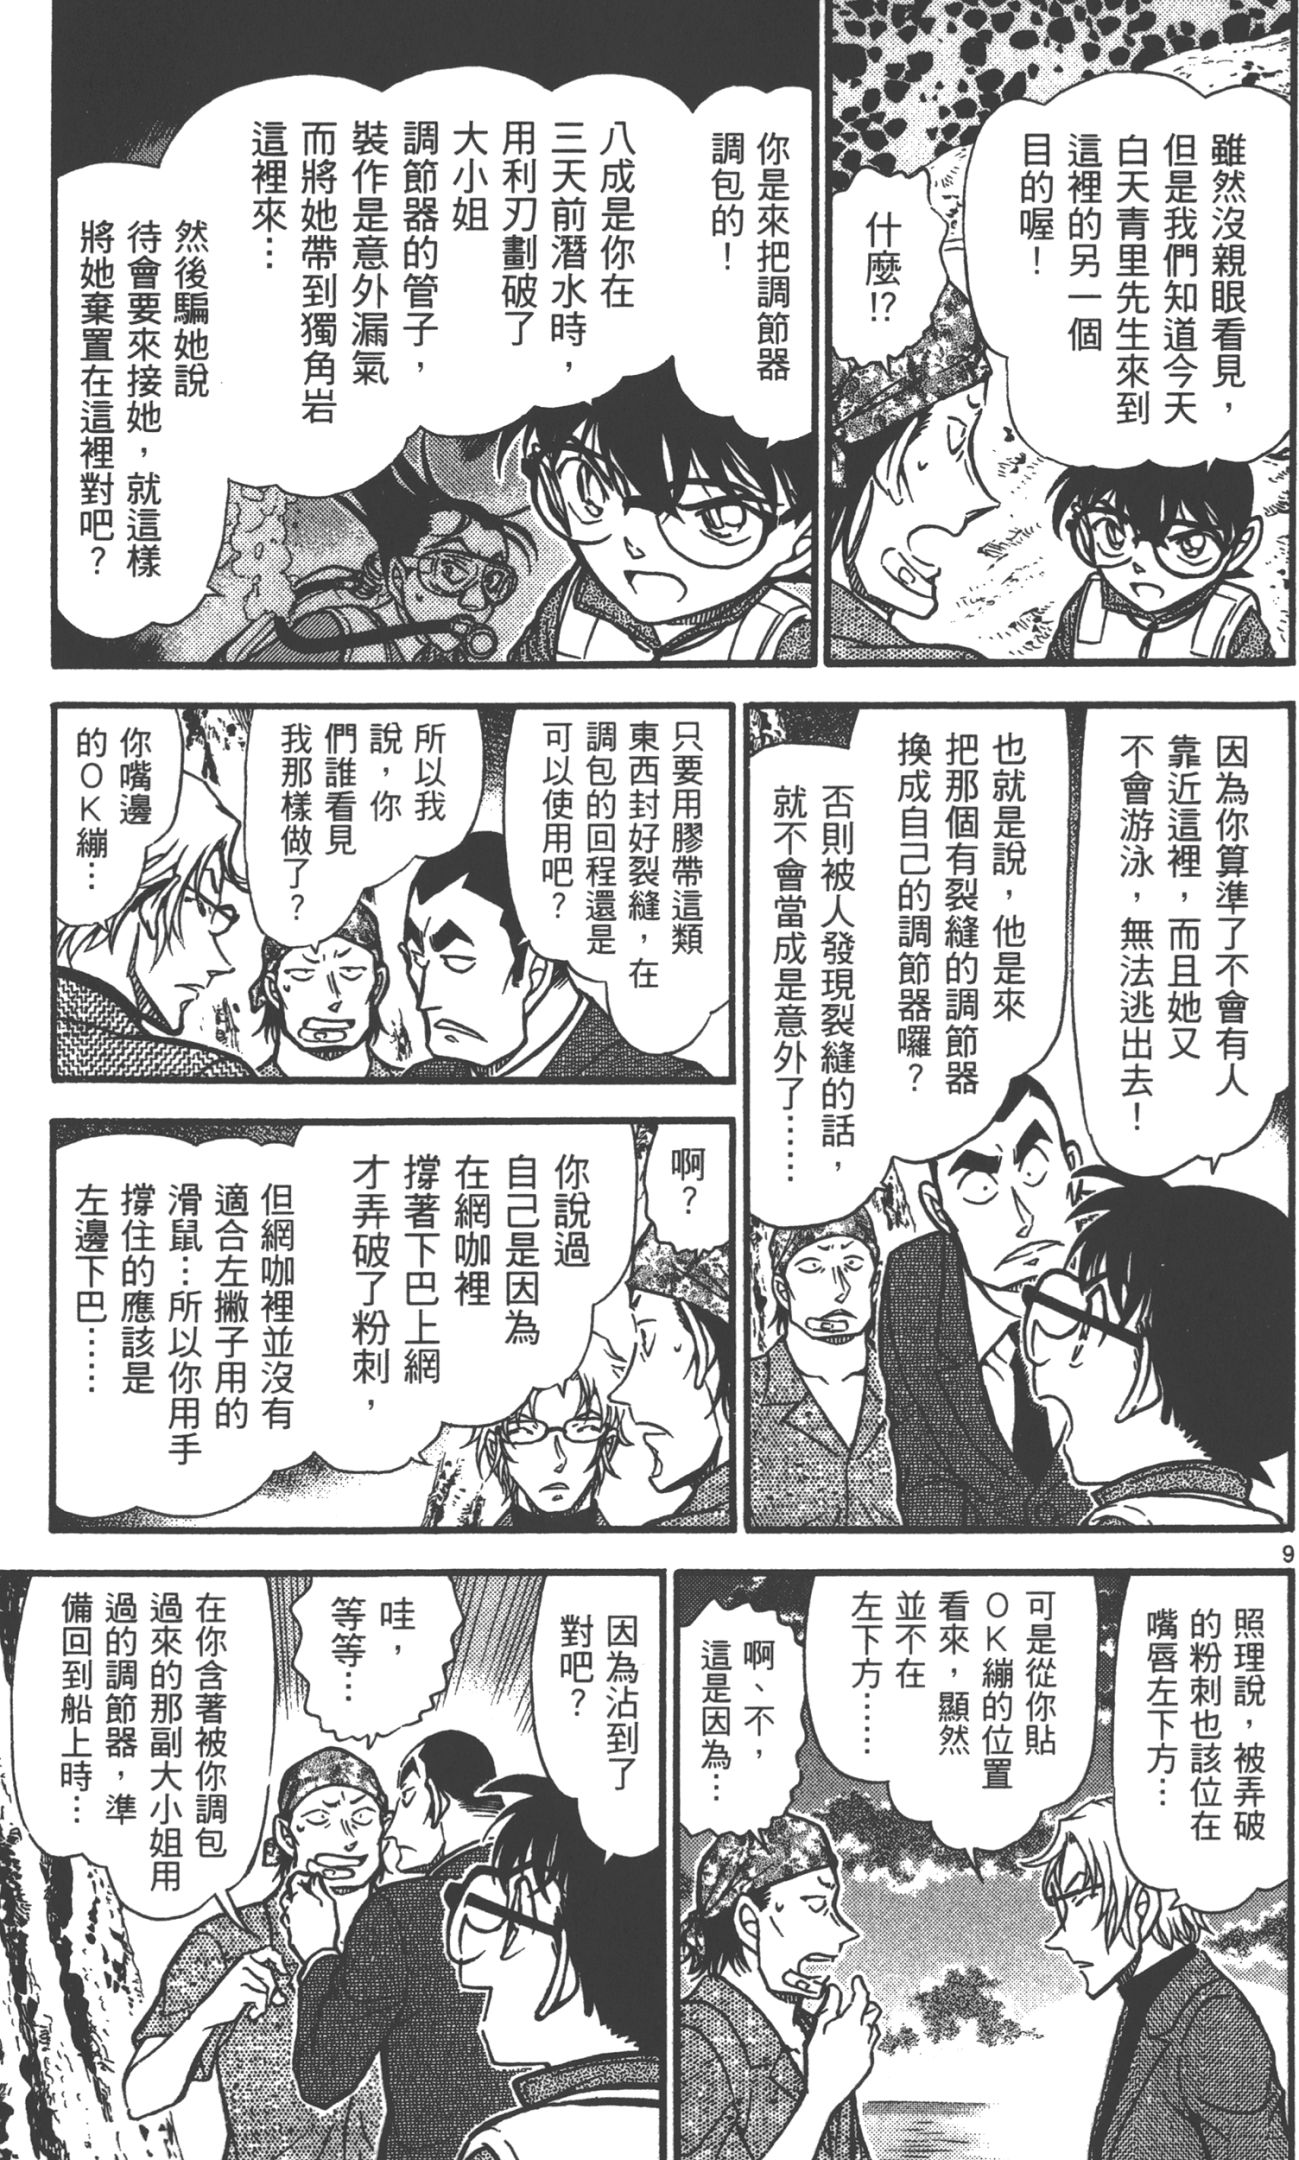 雖然沒親眼看見，
但是我們知道今天
白天青里先生來到
這裡的另一個
目的喔！
什麼!?
你是來把調節器
調包的！
八成是你在
三天前潛水時，
用利刃劃破了
大小姐
調節器的管子，
裝作是意外漏氣
而將她帶到獨角岩
這裡來…
然後騙她說
待會要來接她，就這樣
將她棄置在這裡對吧？
因為你算準了不會有人
靠近這裡，而且她又
不會游泳，無法逃出去！
也就是說，他是來
把那個有裂縫的調節器
換成自己的調節器囉？
否則被人發現裂縫的話，
就不會當成是意外了……
只要用膠帶這類
東西封好裂縫，在
調包的回程還是
可以使用吧？
所以我
說，你
們誰看見
我那樣做了？
你嘴邊
的OK繃…
啊？
你說過
自己是因為
在網咖裡
撐著下巴上網
才弄破了粉刺，
但網咖裡並沒有
適合左撇子用的
滑鼠…所以你用手
撐住的應該是
左邊下巴……
9
照理說，被弄破
的粉刺也該位在
嘴唇左下方…
可是從你貼
OK繃的位置
看來，顯然
並不在
左下方……
啊、不，
這是因為…
因為沾到了
對吧？
哇，
等等…
在你含著被你調包
過來的那副大小姐用
過的調節器，準
備回到船上時…